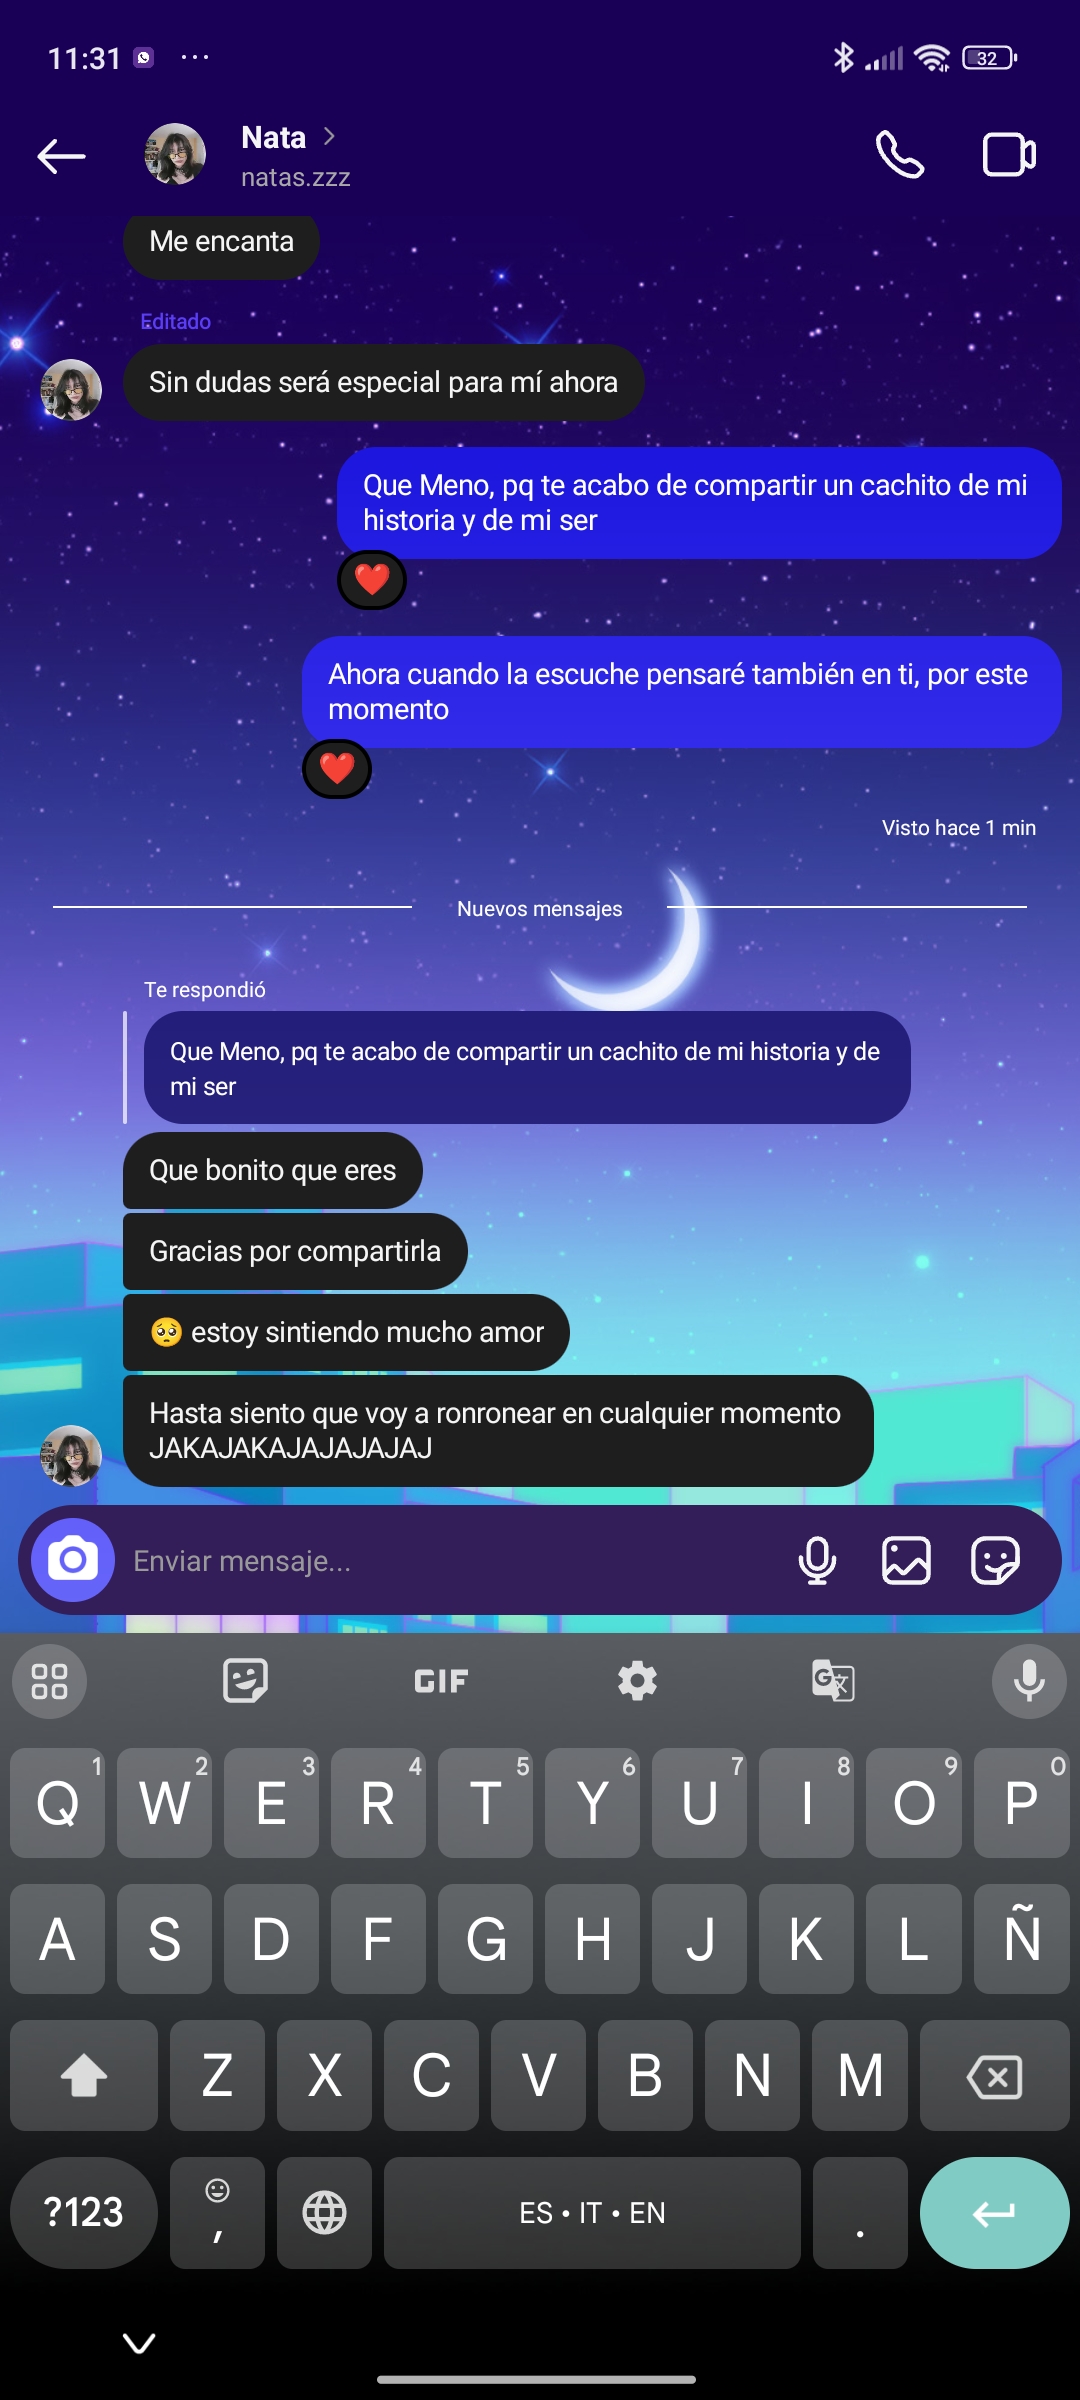 11:31
32
Nata
natas.zzz
Me encanta
Editado
Sin dudas será especial para mí ahora
Que Meno, pq te acabo de compartir un cachito de mi
historia y de mi ser
❤️
Ahora cuando la escuche pensaré también en ti, por este
momento
❤️
Visto hace 1 min
Nuevos mensajes
Te respondió
Que Meno, pq te acabo de compartir un cachito de mi historia y de
mi ser
Que bonito que eres
Gracias por compartirla
🥺 estoy sintiendo mucho amor
Hasta siento que voy a ronronear en cualquier momento
JAKAJAKAJAJAJAJAJ
Enviar mensaje...
GIF
Q 1 W 2 E 3 R 4 T 5 Y 6 U 7 I 8 O 9 P 0
A S D F G H J K L Ñ
Z X C V B N M
?123 , ES • IT • EN .